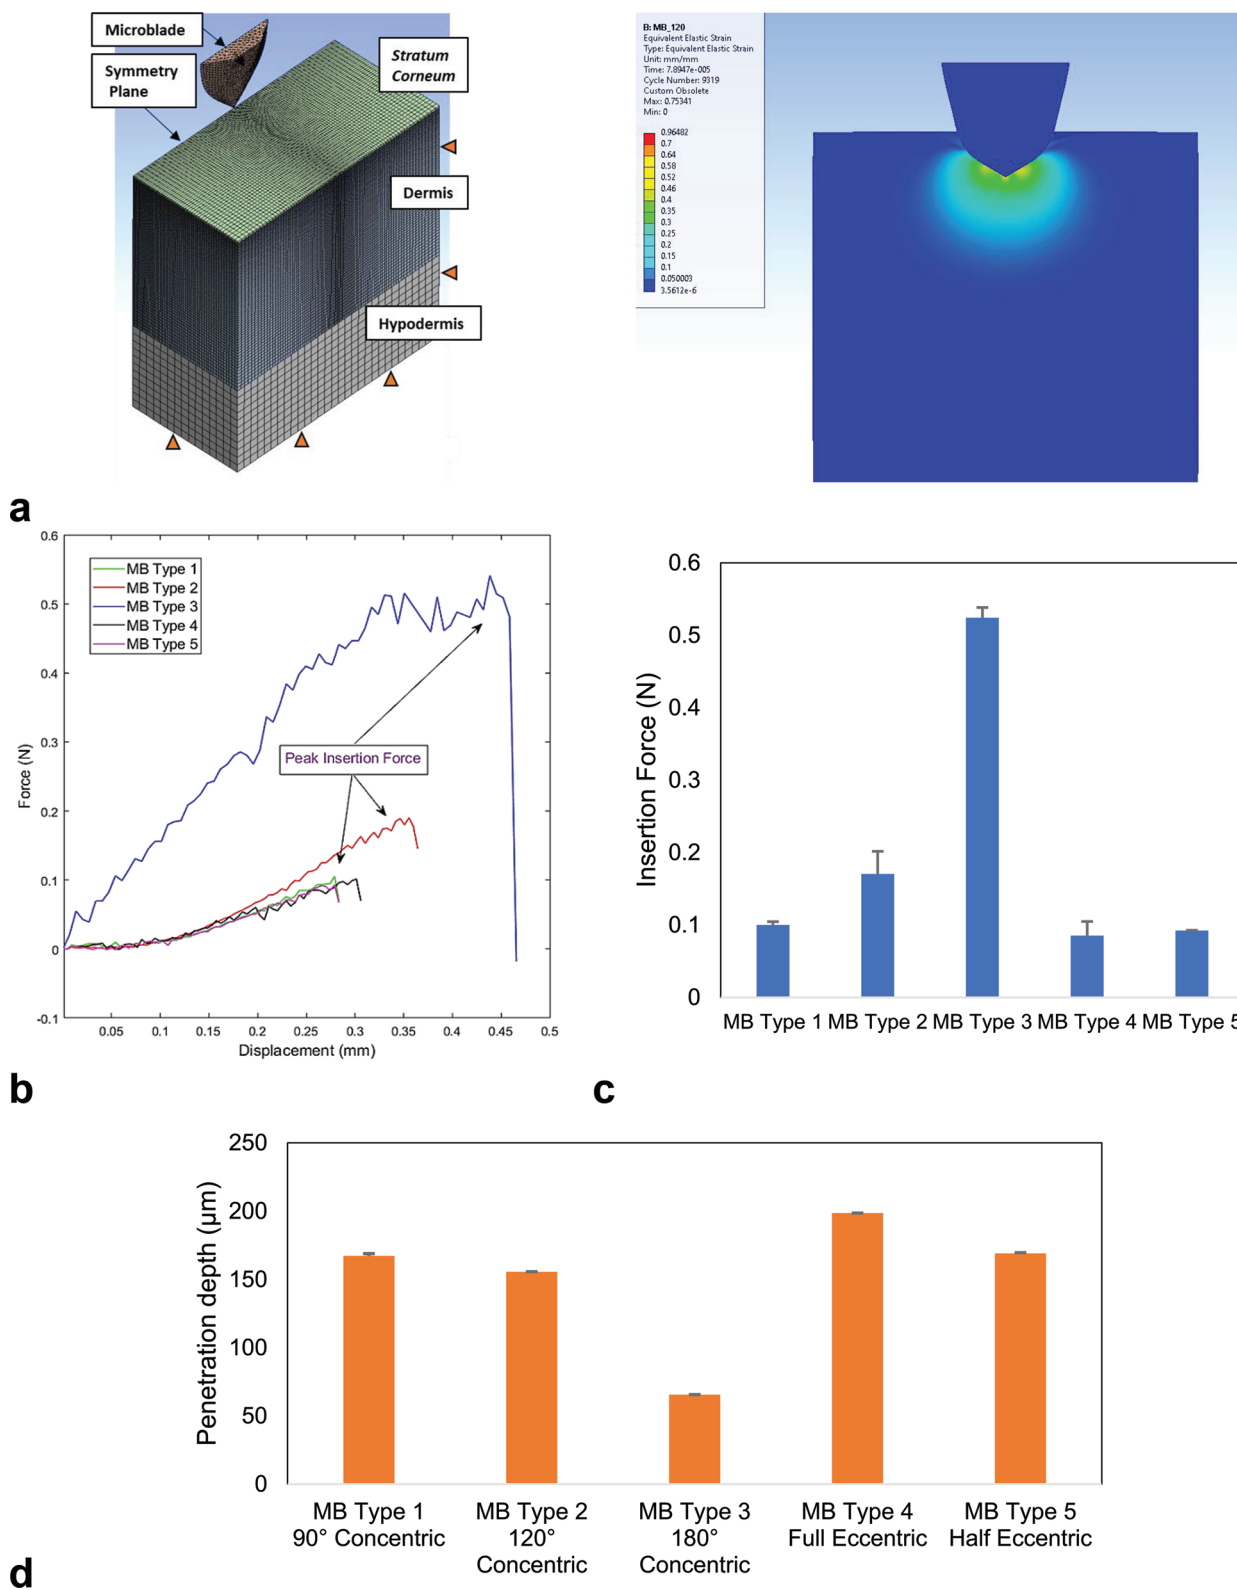 Microblade
Symmetry
Plane
Stratum
Corneum
Dermis
Hypodermis
B: MB_120
Equivalent Elastic Strain
Type: Equivalent Elastic Strain
Unit: mm/mm
Time: 7.8947e-005
Cycle Number: 9319
Custom Obsolete
Max: 0.75341
Min: 0
0.96482
0.7
0.64
0.58
0.52
0.46
0.4
0.35
0.3
0.25
0.2
0.15
0.1
0.050003
3.5612e-6
a
0.6
0.5
0.4
0.3
0.2
0.1
0
-0.1
Force (N)
MB Type 1
MB Type 2
MB Type 3
MB Type 4
MB Type 5
Peak Insertion Force
0.05 0.1 0.15 0.2 0.25 0.3 0.35 0.4 0.45 0.5
Displacement (mm)
b
0.6
0.5
0.4
0.3
0.2
0.1
0
Insertion Force (N)
MB Type 1 MB Type 2 MB Type 3 MB Type 4 MB Type 5
c
250
200
150
100
50
0
Penetration depth (µm)
MB Type 1
90° Concentric
MB Type 2
120°
Concentric
MB Type 3
180°
Concentric
MB Type 4
Full Eccentric
MB Type 5
Half Eccentric
d